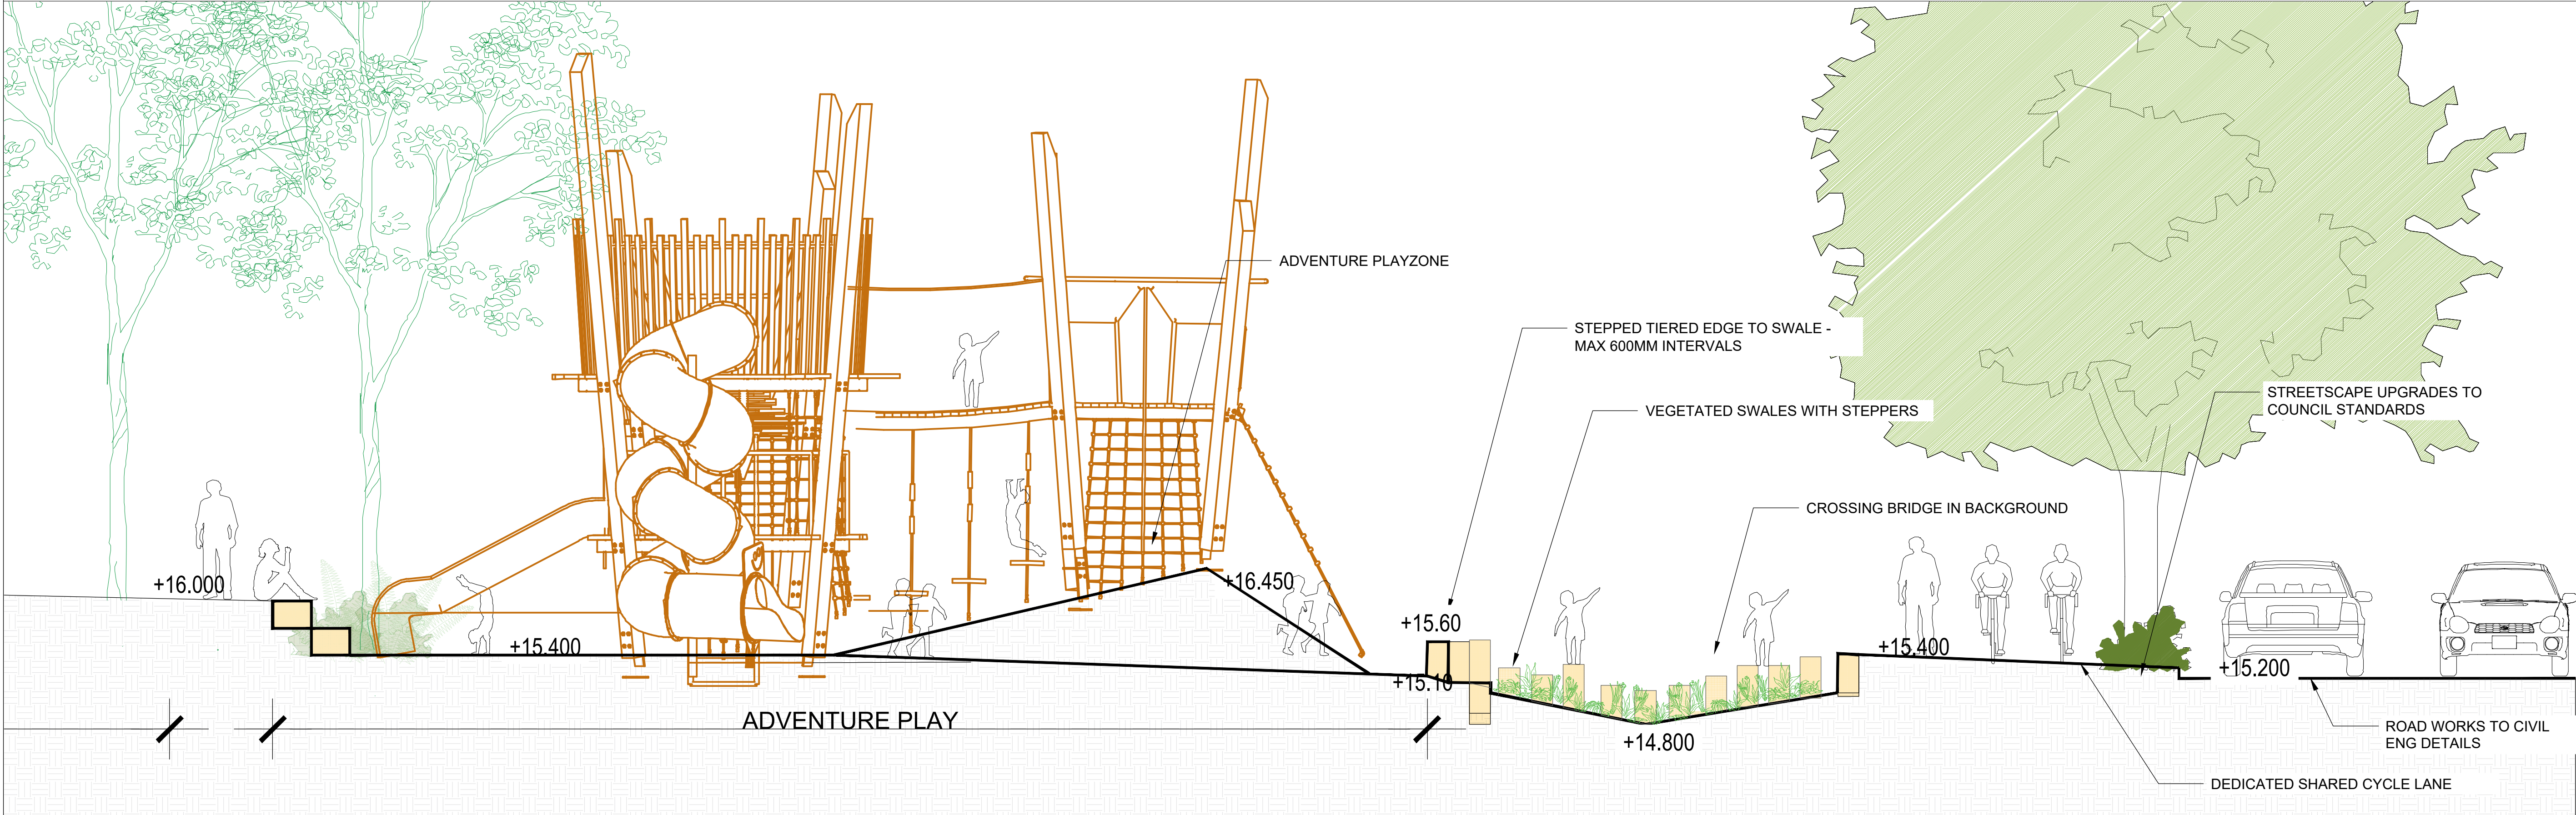 ADVENTURE PLAYZONE
STEPPED TIERED EDGE TO SWALE -
MAX 600MM INTERVALS
VEGETATED SWALES WITH STEPPERS
STREETSCAPE UPGRADES TO
COUNCIL STANDARDS
CROSSING BRIDGE IN BACKGROUND
+16.000
+16.450
+15.60
+15.400
+15.400
+15.200
+15.10
ADVENTURE PLAY
+14.800
ROAD WORKS TO CIVIL
ENG DETAILS
DEDICATED SHARED CYCLE LANE